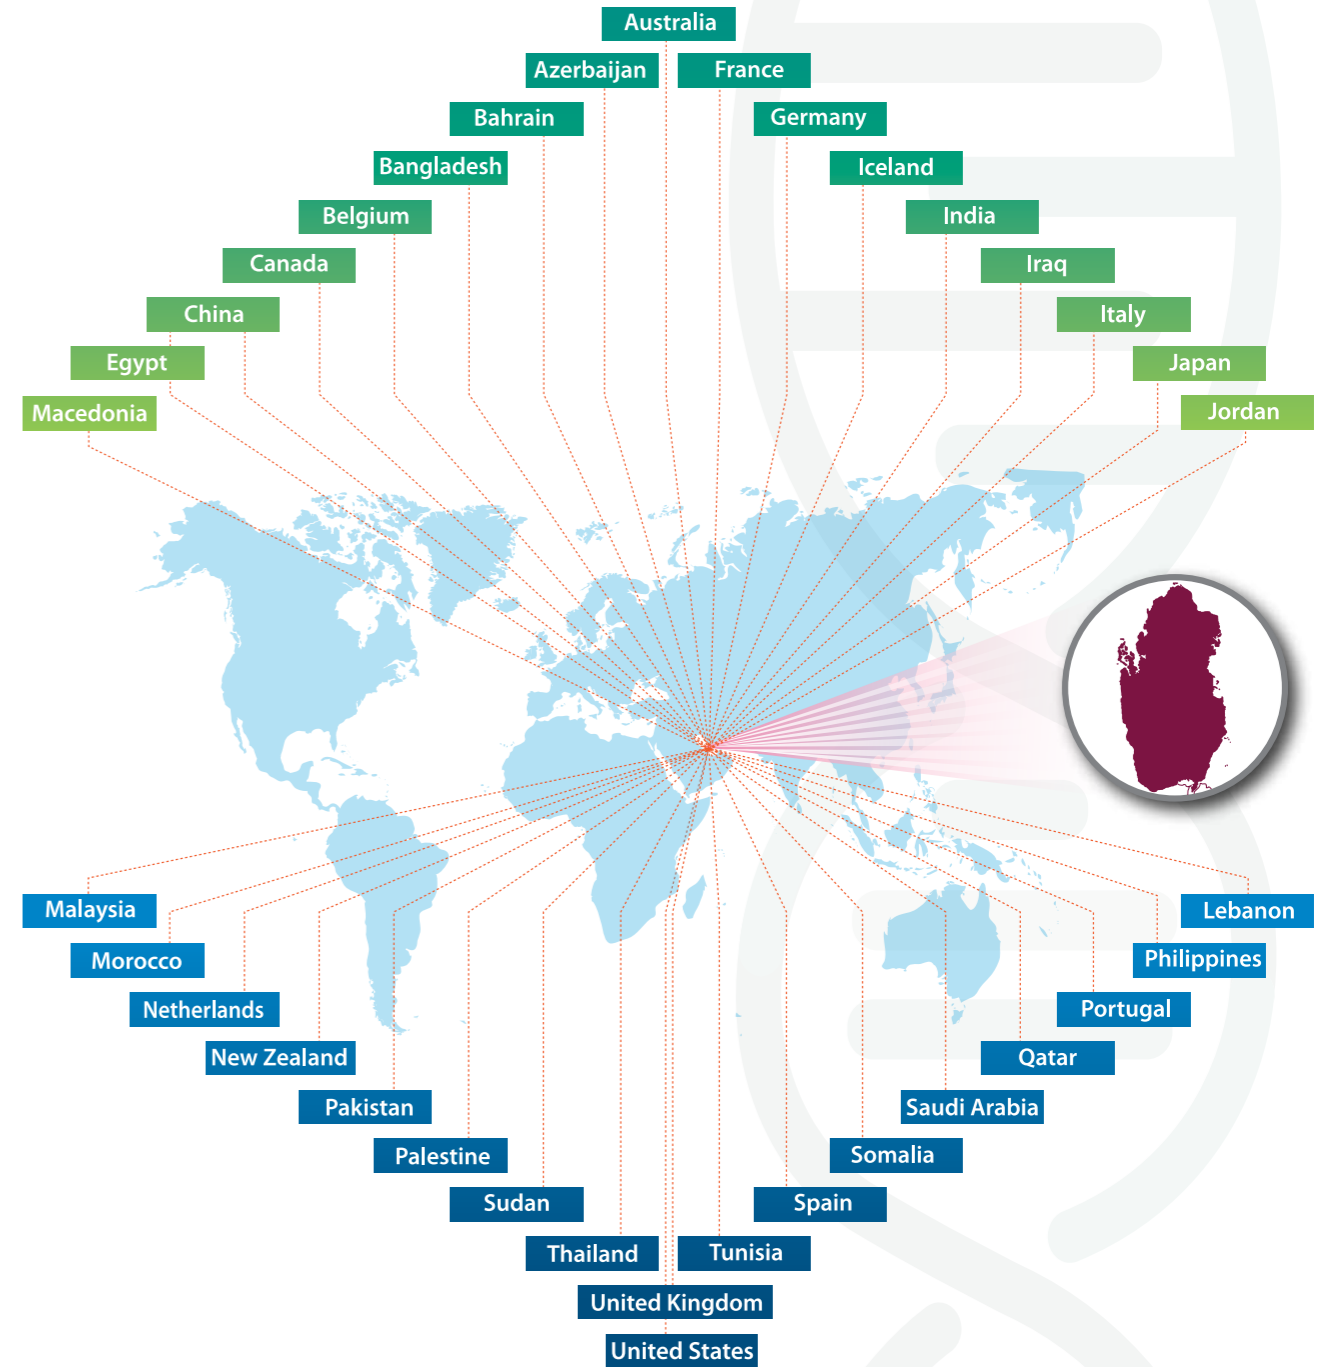 Australia
Azerbaijan
France
Bahrain
Germany
Bangladesh
Iceland
Belgium
India
Canada
Iraq
China
Italy
Egypt
Japan
Macedonia
Jordan
Malaysia
Lebanon
Morocco
Philippines
Netherlands
Portugal
New Zealand
Qatar
Pakistan
Saudi Arabia
Palestine
Somalia
Sudan
Spain
Thailand
Tunisia
United Kingdom
United States